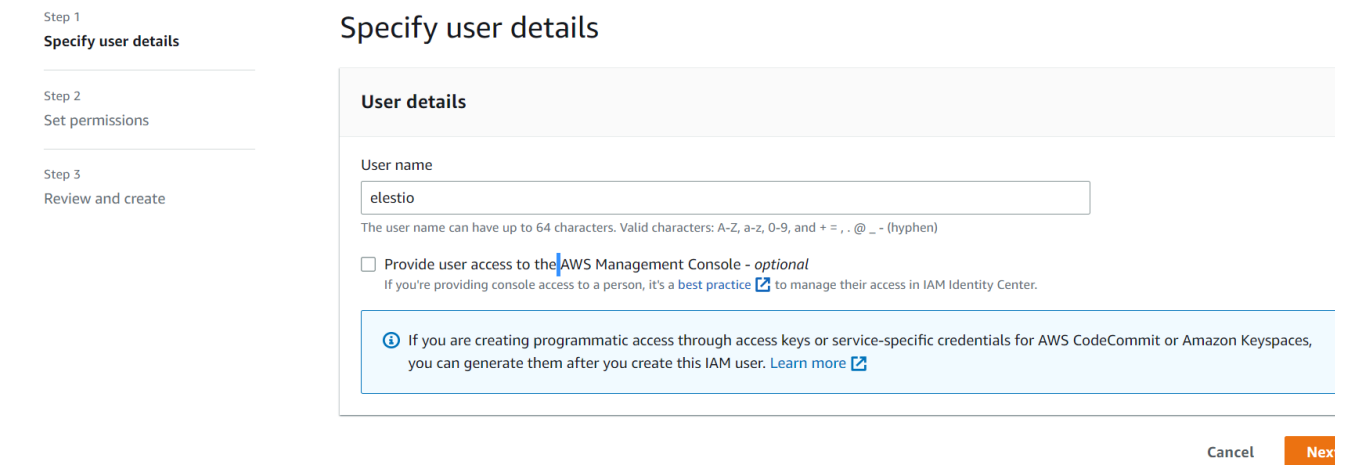 Step 1
Specify user details
Step 2
Set permissions
Step 3
Review and create
Specify user details
User details
User name
elestio
The user name can have up to 64 characters. Valid characters: A-Z, a-z, 0-9, and + = , . @ _ - (hyphen)
Provide user access to the AWS Management Console - optional
If you're providing console access to a person, it's a best practice to manage their access in IAM Identity Center.
If you are creating programmatic access through access keys or service-specific credentials for AWS CodeCommit or Amazon Keyspaces,
you can generate them after you create this IAM user. Learn more
Cancel
Nex